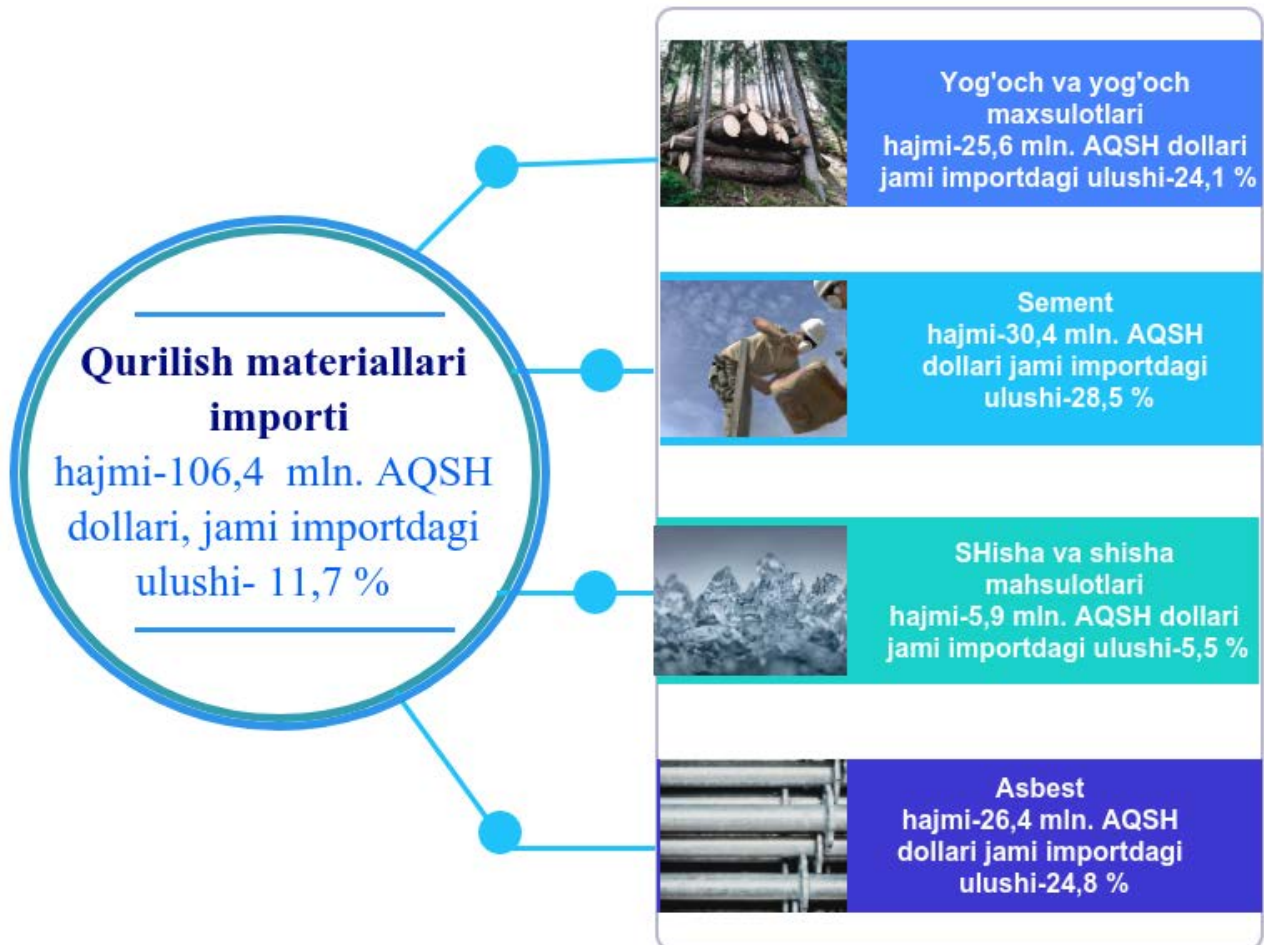 Qurilish materiallari
importi
hajmi-106,4 mln. AQSH
dollari, jami importdagi
ulushi- 11,7 %
Yog'och va yog'och
maxsulotlari
hajmi-25,6 mln. AQSH dollari
jami importdagi ulushi-24,1 %
Sement
hajmi-30,4 mln. AQSH
dollari jami importdagi
ulushi-28,5 %
SHisha va shisha
mahsulotlari
hajmi-5,9 mln. AQSH dollari
jami importdagi ulushi-5,5 %
Asbest
hajmi-26,4 mln. AQSH
dollari jami importdagi
ulushi-24,8 %